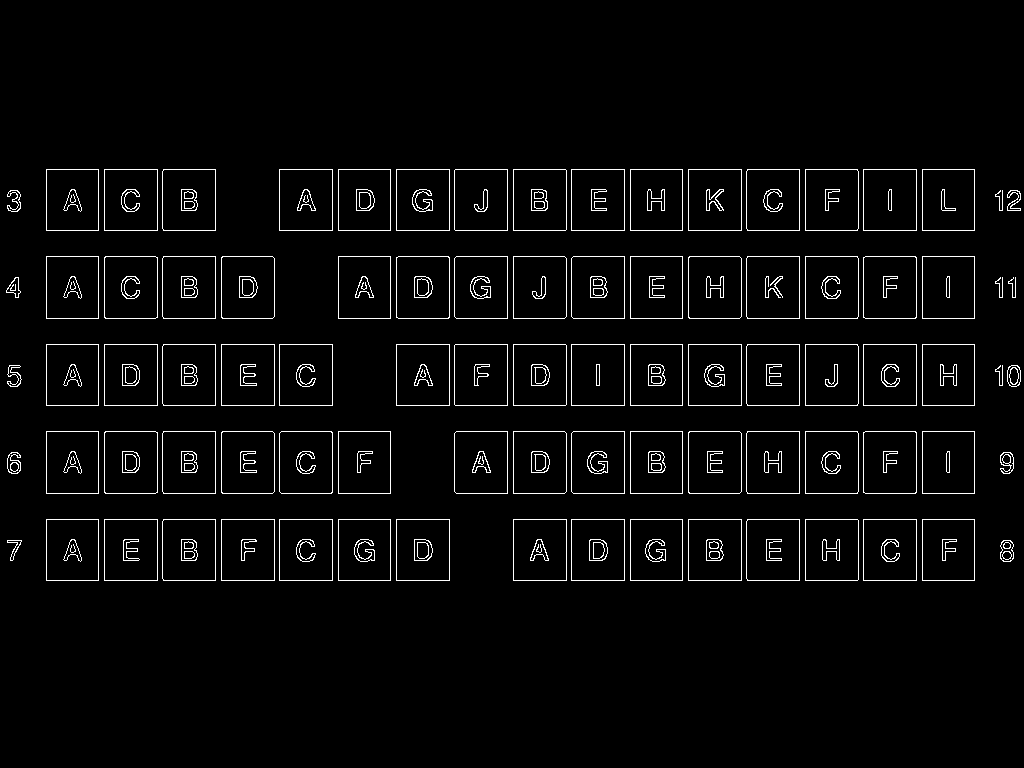 3 A C B A D G J B E H K C F I L 12
4 A C B D A D G J B E H K C F I 11
5 A D B E C A F D I B G E J C H 10
6 A D B E C F A D G B E H C F I 9
7 A E B F C G D A D G B E H C F 8